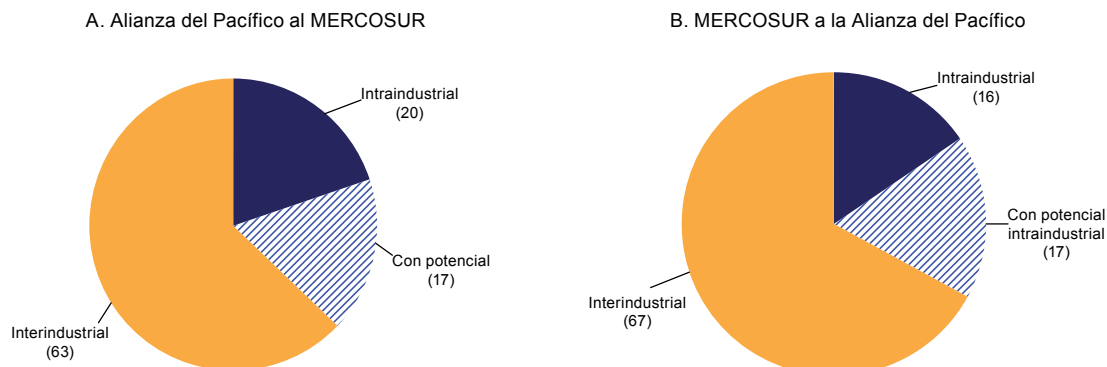 A. Alianza del Pacífico al MERCOSUR
Intraindustrial
(20)
Con potencial
(17)
Interindustrial
(63)
B. MERCOSUR a la Alianza del Pacífico
Intraindustrial
(16)
Con potencial
intraindustrial
(17)
Interindustrial
(67)